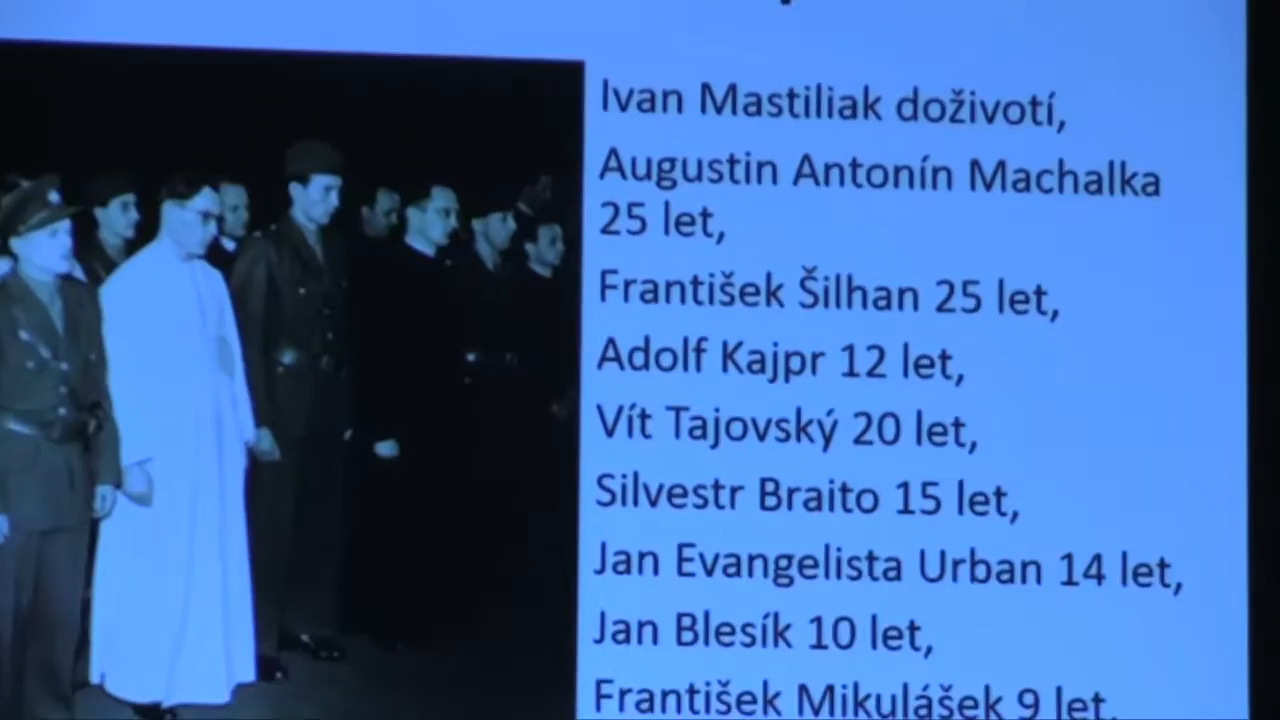 Ivan Mastiliak doživotí,
Augustin Antonín Machalka
25 let,
František Šilhan 25 let,
Adolf Kajpr 12 let,
Vít Tajovský 20 let,
Silvestr Braito 15 let,
Jan Evangelista Urban 14 let,
Jan Blesík 10 let,
František Mikulášek 9 let,